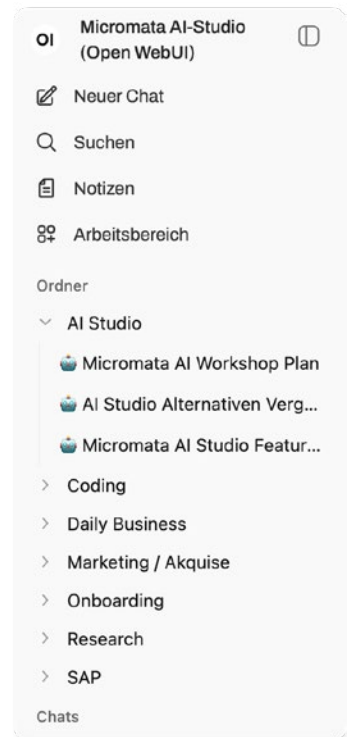 OI Micromata AI-Studio
(Open WebUI)
Neuer Chat
Suchen
Notizen
Arbeitsbereich
Ordner
AI Studio
Micromata AI Workshop Plan
AI Studio Alternativen Verg...
Micromata AI Studio Featur...
Coding
Daily Business
Marketing / Akquise
Onboarding
Research
SAP
Chats